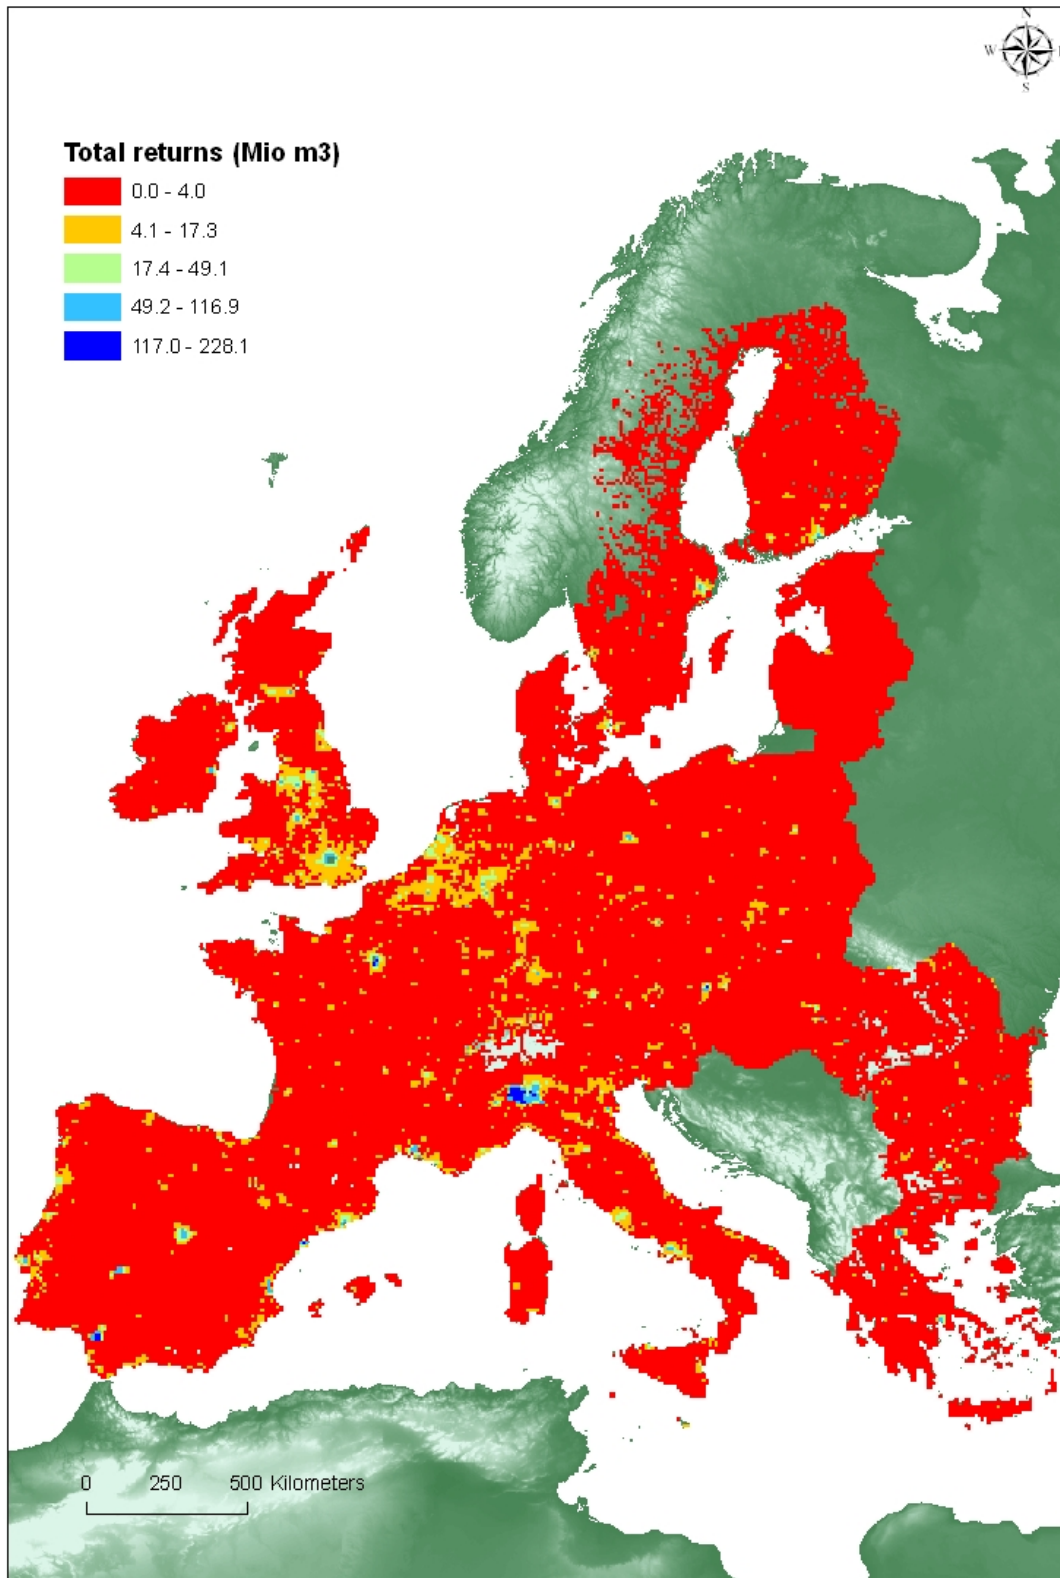 N
W
S
Total returns (Mio m3)
0.0 - 4.0
4.1 - 17.3
17.4 - 49.1
49.2 - 116.9
117.0 - 228.1
0 250 500 Kilometers